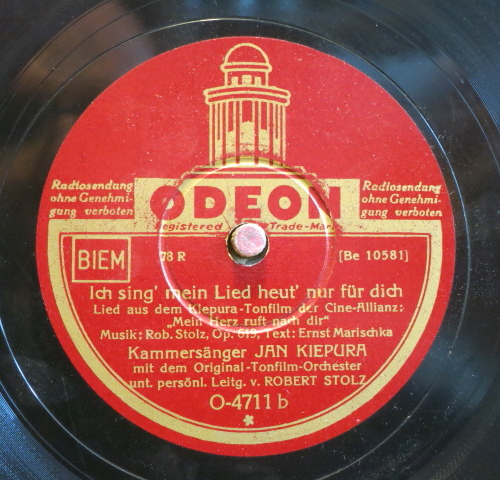 Radiosendung
ohne Genehmi-
gung verboten
ODEON
Radiosendung
ohne Genehmi-
gung verboten
Registered Trade-Mark
BIEM
78 R
[Be 10581]
Ich sing' mein Lied heut' nur für dich
Lied aus dem Kiepura-Tonfilm der Cine-Allianz:
„Mein Herz ruft nach dir“
Musik: Rob. Stolz, Op. 619, Text: Ernst Marischka
Kammersänger JAN KIEPURA
mit dem Original-Tonfilm-Orchester
unt. persönl. Leitg. v. ROBERT STOLZ
O-4711 b